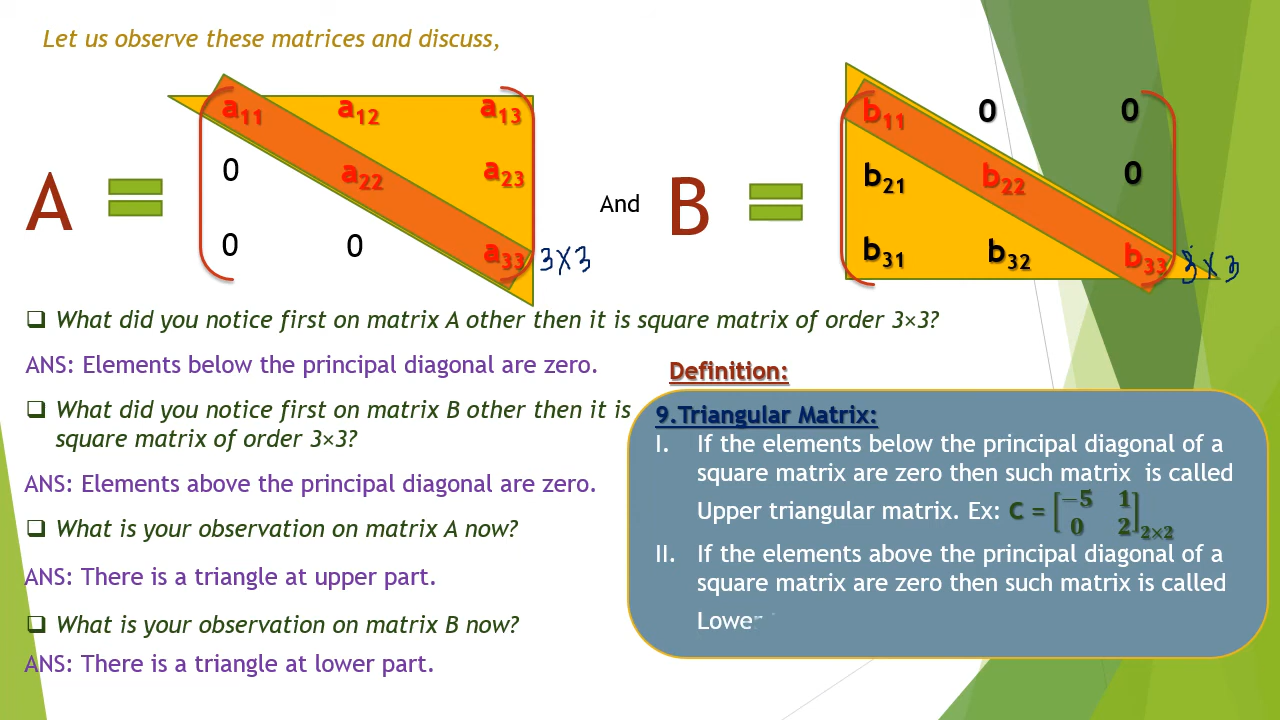 Let us observe these matrices and discuss,
A = a11 a12 a13
0 a22 a23
0 0 a33 3×3
And
B = b11 0 0
b21 b22 0
b31 b32 b33 3×3
❑ What did you notice first on matrix A other then it is square matrix of order 3×3?
ANS: Elements below the principal diagonal are zero.
❑ What did you notice first on matrix B other then it is
square matrix of order 3×3?
ANS: Elements above the principal diagonal are zero.
❑ What is your observation on matrix A now?
ANS: There is a triangle at upper part.
❑ What is your observation on matrix B now?
ANS: There is a triangle at lower part.
Definition:
9.Triangular Matrix:
I. If the elements below the principal diagonal of a
square matrix are zero then such matrix is called
Upper triangular matrix. Ex: C = [−5 1
0 2]2×2
II. If the elements above the principal diagonal of a
square matrix are zero then such matrix is called
Lower